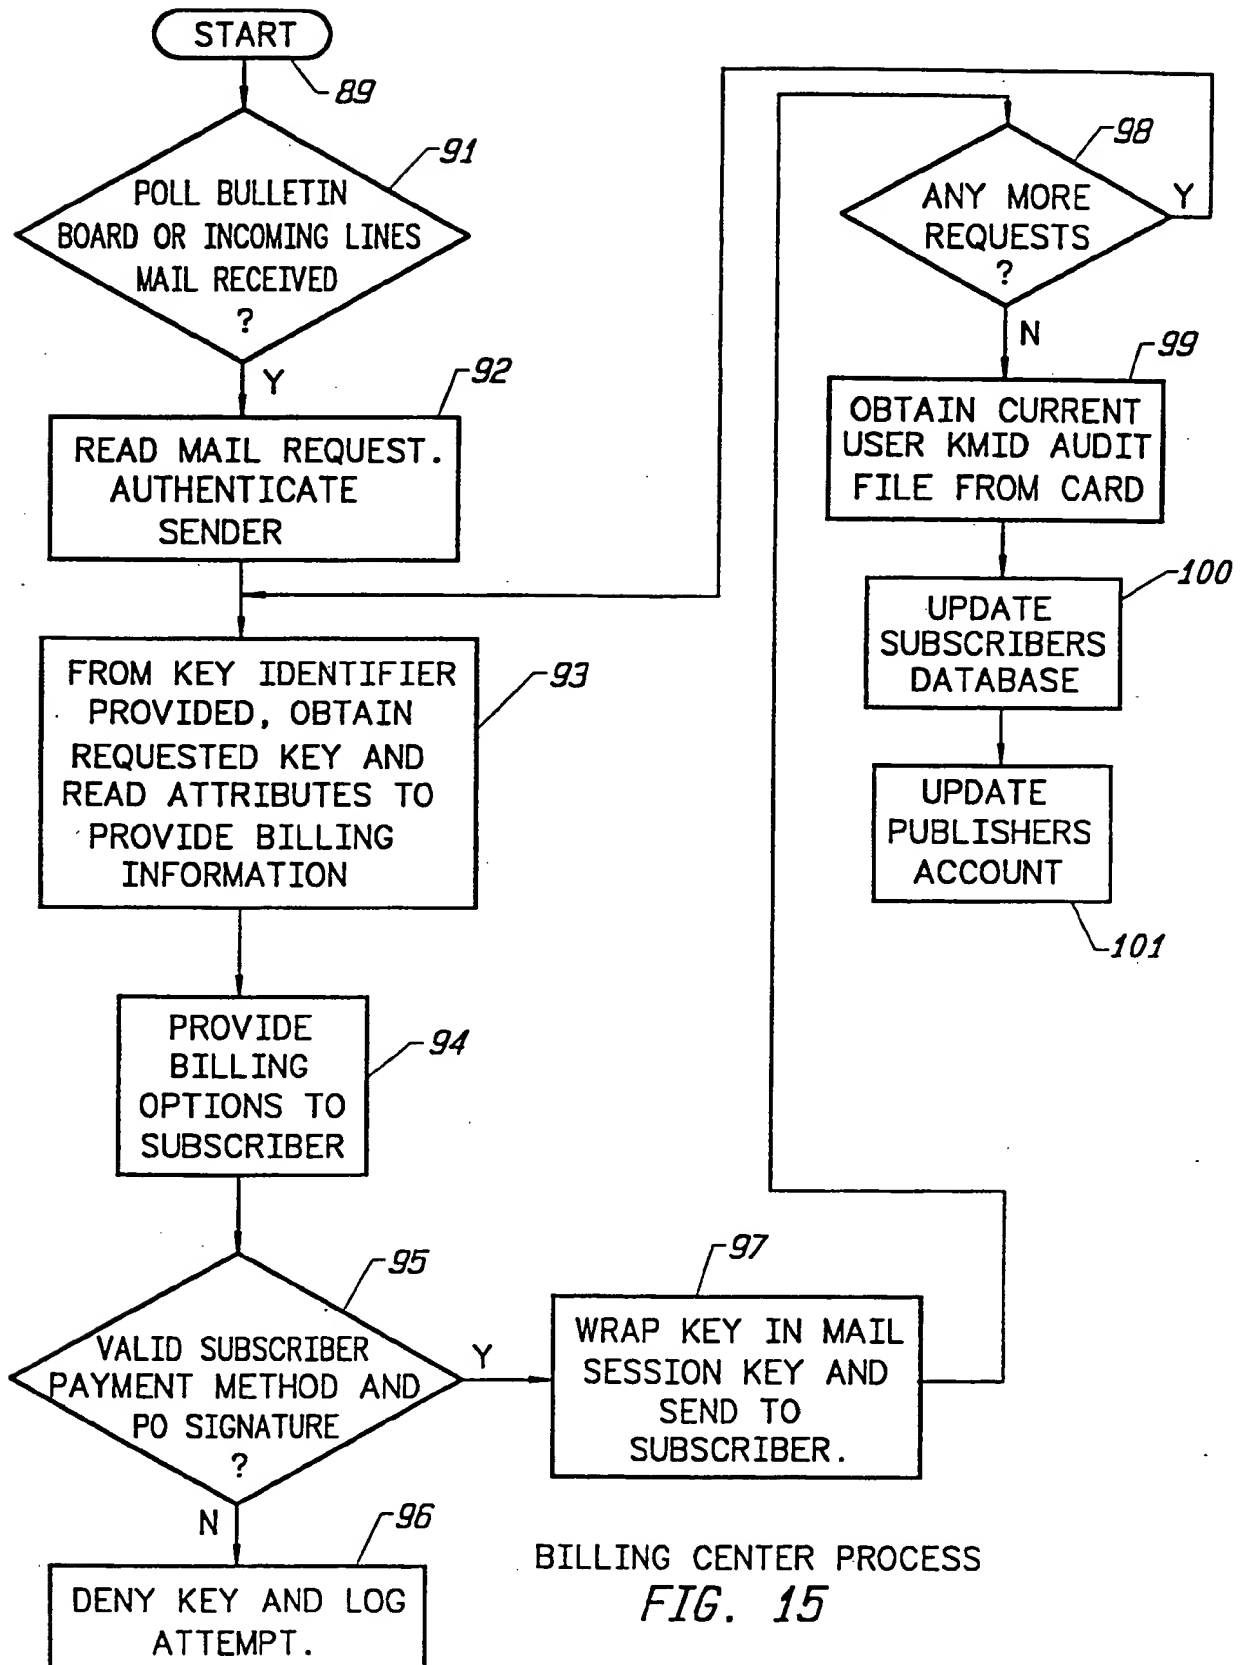 START
89
91
POLL BULLETIN
BOARD OR INCOMING LINES
MAIL RECEIVED
?
Y
92
READ MAIL REQUEST.
AUTHENTICATE
SENDER
93
FROM KEY IDENTIFIER
PROVIDED, OBTAIN
REQUESTED KEY AND
READ ATTRIBUTES TO
PROVIDE BILLING
INFORMATION
94
PROVIDE
BILLING
OPTIONS TO
SUBSCRIBER
95
VALID SUBSCRIBER
PAYMENT METHOD AND
PO SIGNATURE
?
Y
N
96
DENY KEY AND LOG
ATTEMPT.
97
WRAP KEY IN MAIL
SESSION KEY AND
SEND TO
SUBSCRIBER.
98
ANY MORE
REQUESTS
?
Y
N
99
OBTAIN CURRENT
USER KMID AUDIT
FILE FROM CARD
100
UPDATE
SUBSCRIBERS
DATABASE
UPDATE
PUBLISHERS
ACCOUNT
101
BILLING CENTER PROCESS
FIG. 15